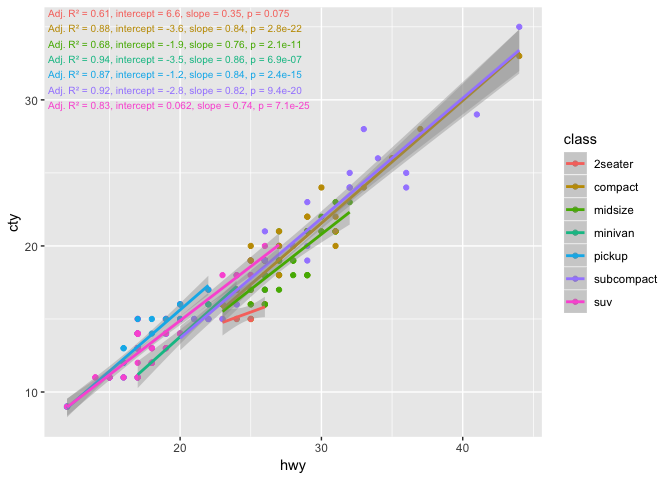 Adj. R² = 0.61, intercept = 6.6, slope = 0.35, p = 0.075
Adj. R² = 0.88, intercept = -3.6, slope = 0.84, p = 2.8e-22
Adj. R² = 0.68, intercept = -1.9, slope = 0.76, p = 2.1e-11
Adj. R² = 0.94, intercept = -3.5, slope = 0.86, p = 6.9e-07
Adj. R² = 0.87, intercept = -1.2, slope = 0.84, p = 2.4e-15
Adj. R² = 0.92, intercept = -2.8, slope = 0.82, p = 9.4e-20
Adj. R² = 0.83, intercept = 0.062, slope = 0.74, p = 7.1e-25
30
20
10
cty
20 30 40
hwy
class
2seater
compact
midsize
minivan
pickup
subcompact
suv